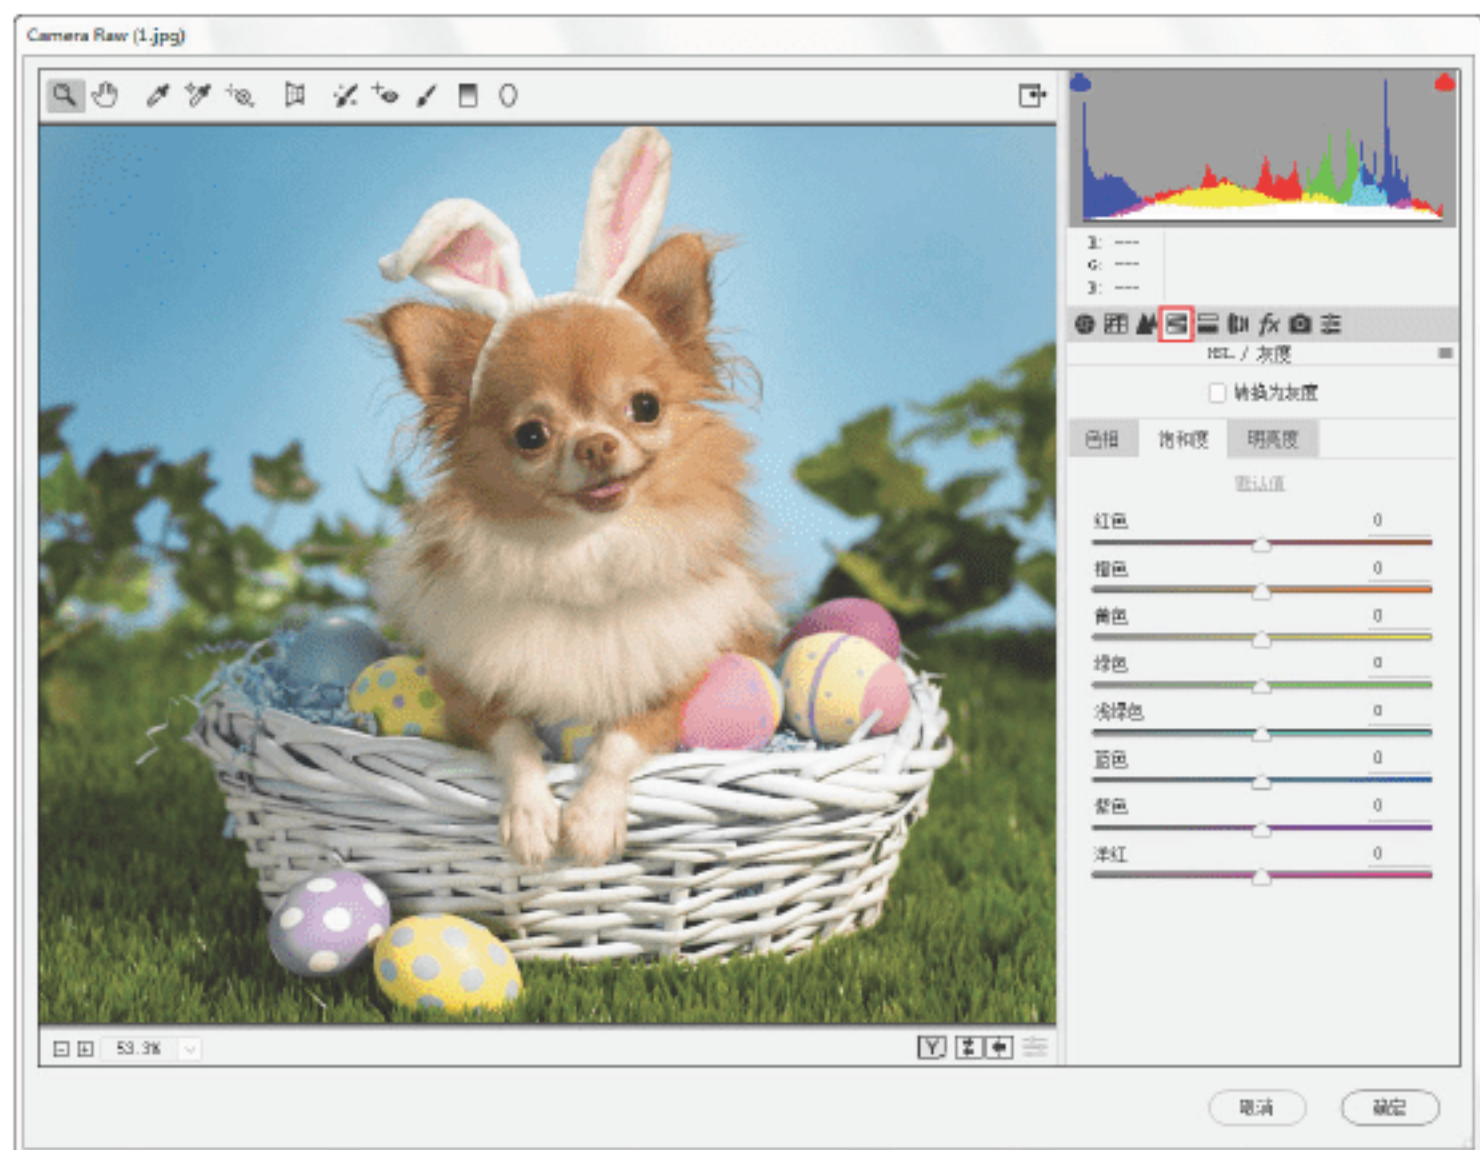 Camera Raw (1.jpg)
G: ---
HSL / 灰度
转换为灰度
色相 饱和度 明亮度
默认值
红色 0
橙色 0
黄色 0
绿色 0
浅绿色 0
蓝色 0
紫色 0
洋红 0
53.3%
取消 确定